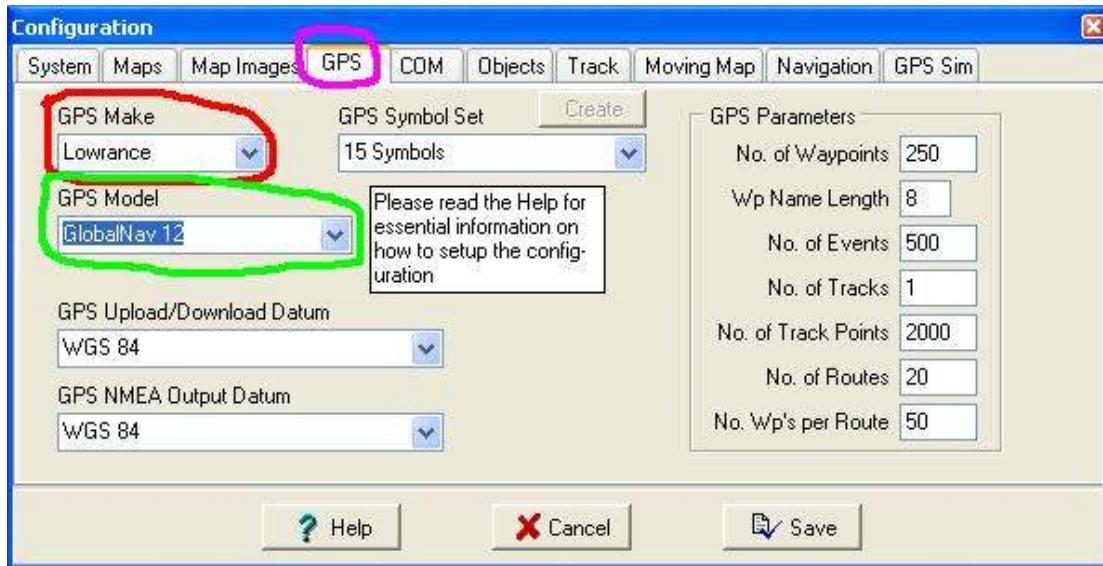 Configuration
System Maps Map Images GPS COM Objects Track Moving Map Navigation GPS Sim
GPS Make
Lowrance
GPS Model
GlobalNav 12
GPS Upload/Download Datum
WGS 84
GPS NMEA Output Datum
WGS 84
GPS Symbol Set
Create
15 Symbols
Please read the Help for
essential information on
how to setup the config-
uration
GPS Parameters
No. of Waypoints 250
Wp Name Length 8
No. of Events 500
No. of Tracks 1
No. of Track Points 2000
No. of Routes 20
No. Wp's per Route 50
? Help
Cancel
Save